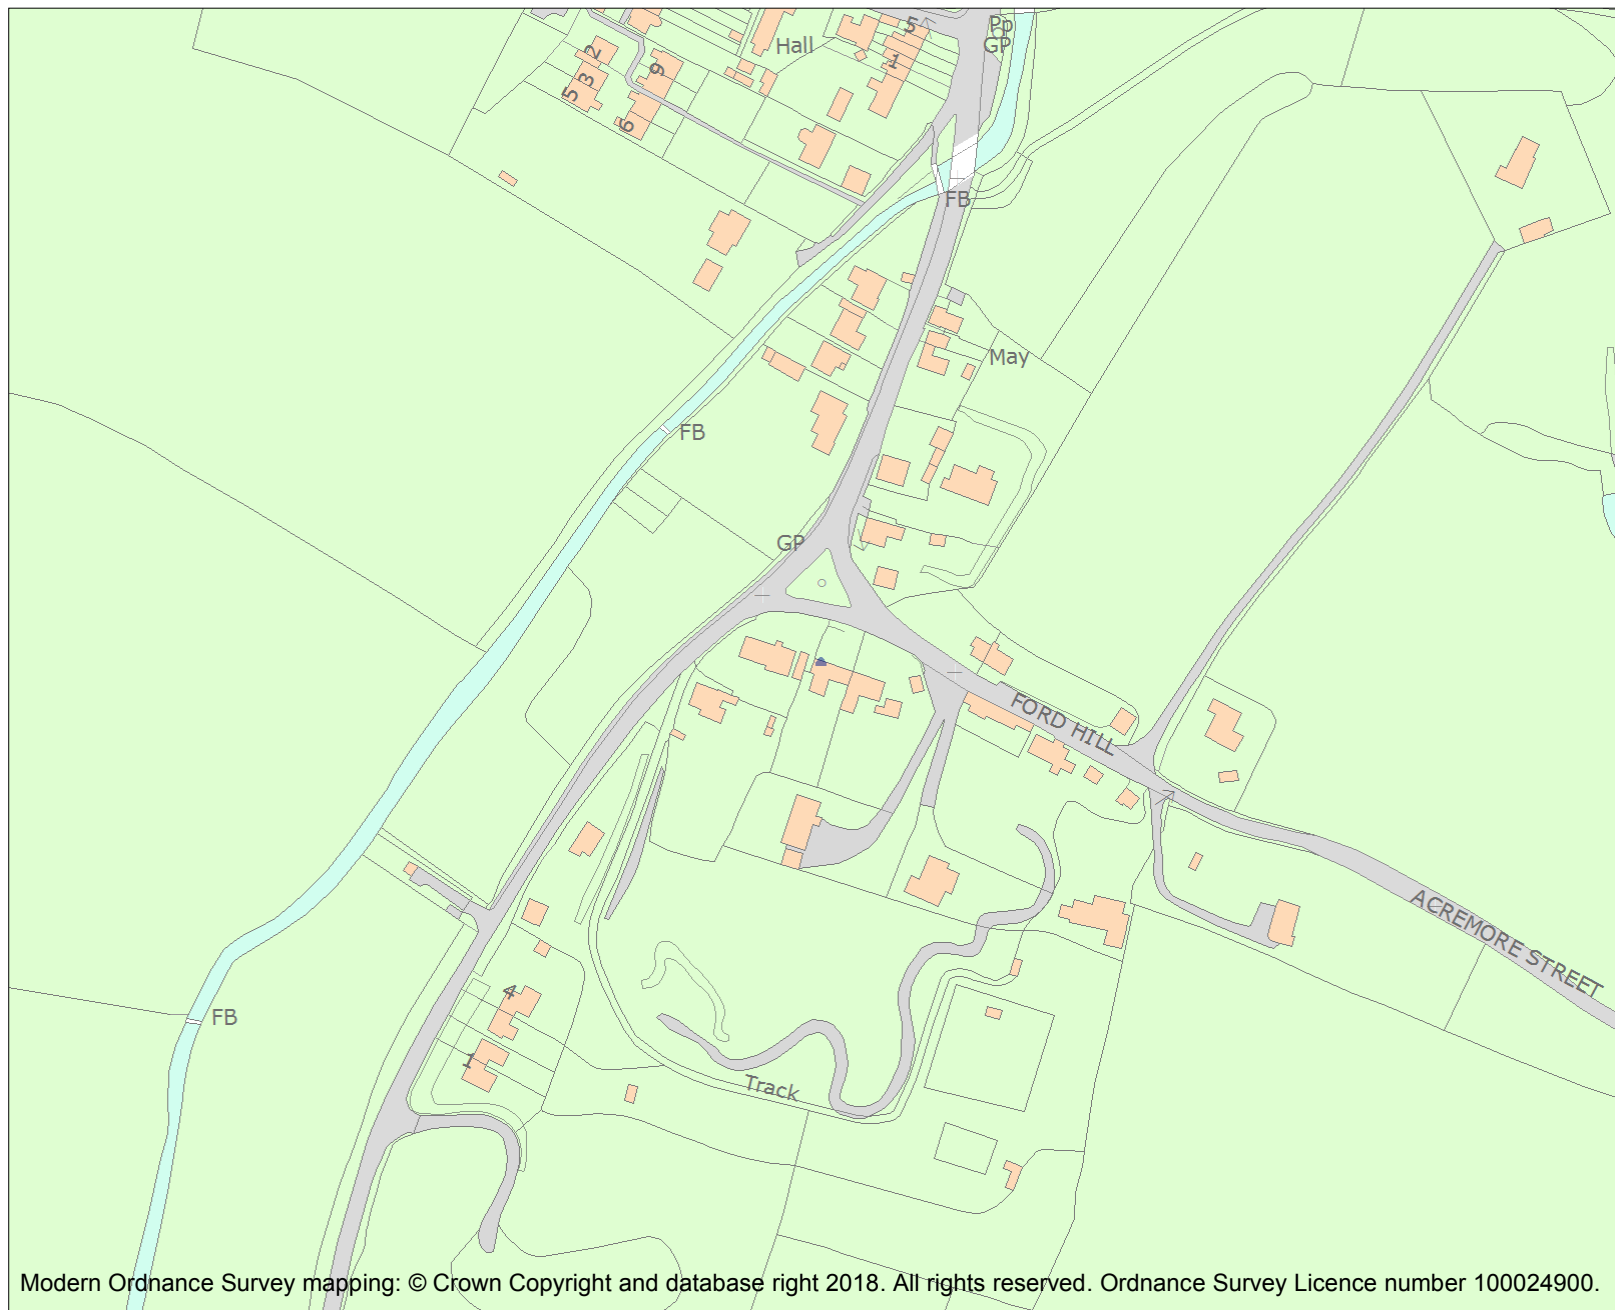 Pp
GP
5
1
Hall
2
3
5
9
6
FB
May
FB
GP
FORD HILL
ACREMORE STREET
4
1
FB
Track
Modern Ordnance Survey mapping: © Crown Copyright and database right 2018. All rights reserved. Ordnance Survey Licence number 100024900.